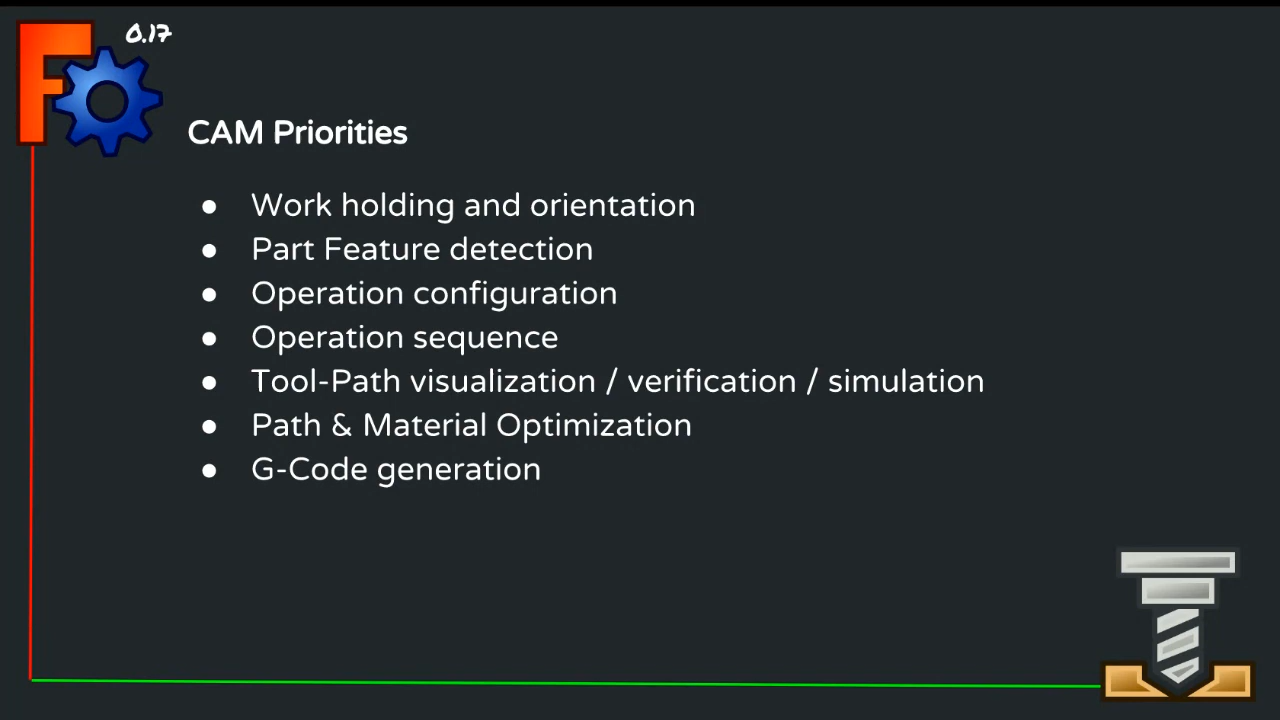 0.17
CAM Priorities
● Work holding and orientation
● Part Feature detection
● Operation configuration
● Operation sequence
● Tool-Path visualization / verification / simulation
● Path & Material Optimization
● G-Code generation